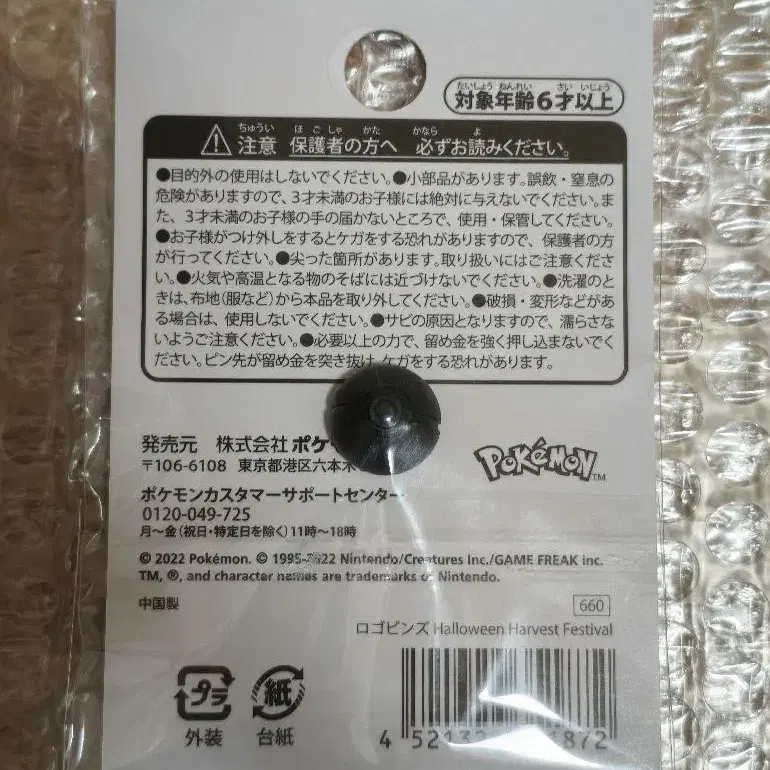 対象年齢6才以上
注意 保護者の方へ 必ずお読みください。
●目的外の使用はしないでください。●小部品があります。誤飲・窒息の
危険がありますので、3才未満のお子様には絶対に与えないでください。ま
た、3才未満のお子様の手の届かないところで、使用・保管してください。
●お子様がつけ外しをするとケガをする恐れがありますので、保護者の方
が行ってください。●尖った箇所があります。取り扱いにはご注意くださ
い。●火気や高温となる物のそばには近づけないでください。●洗濯のと
きは、布地(服など)から本品を取り外してください。●破損・変形などがあ
る場合は、使用しないでください。●サビの原因となりますので、濡らさな
いようご注意ください。●必要以上の力で、留め金を強く押し込まないでく
ださい。ピン先が留め金を突き抜け、ケガをする恐れがあります。
発売元 株式会社ポケ
〒106-6108 東京都港区六本木
POKéMON TM
ポケモンカスタマーサポートセンター
0120-049-725
月〜金(祝日・特定日を除く)11時〜18時
© 2022 Pokémon. © 1995-2022 Nintendo/Creatures Inc./GAME FREAK inc.
TM, ®, and character names are trademarks of Nintendo.
中国製
660
ロゴピンズ Halloween Harvest Festival
プラ 紙
外装 台紙
4 52132 1872